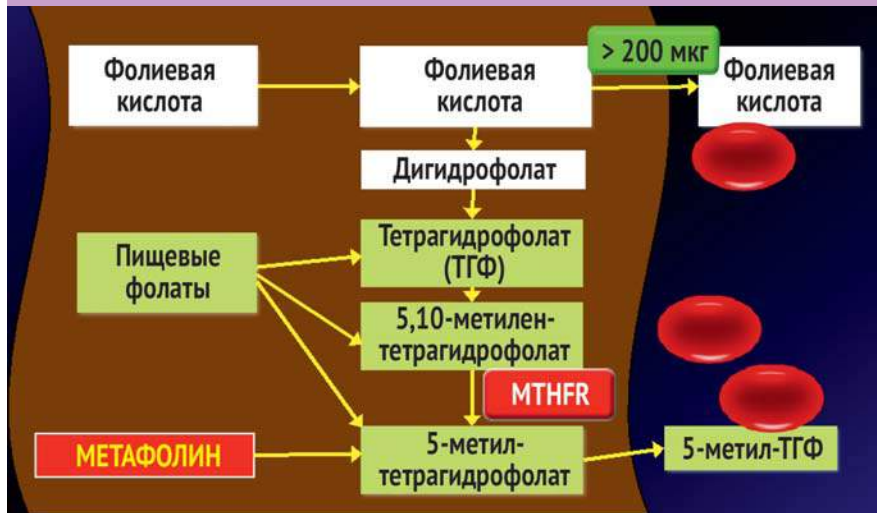 Фолиевая
кислота
Фолиевая
кислота
> 200 мкг
Фолиевая
кислота
Дигидрофолат
Пищевые
фолаты
Тетрагидрофолат
(ТГФ)
5,10-метилен-
тетрагидрофолат
MTHFR
МЕТАФОЛИН
5-метил-
тетрагидрофолат
5-метил-ТГФ